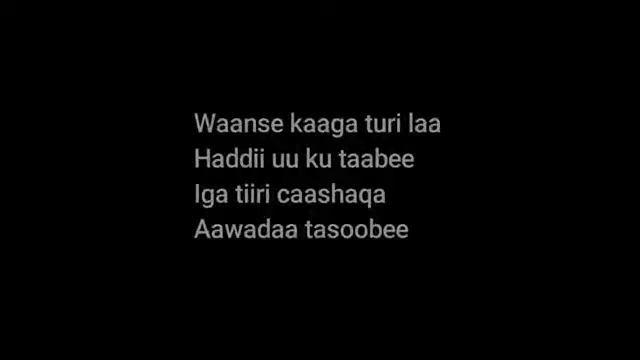 Waanse kaaga turi laa
Haddii uu ku taabee
Iga tiiri caashaqa
Aawadaa tasoobee